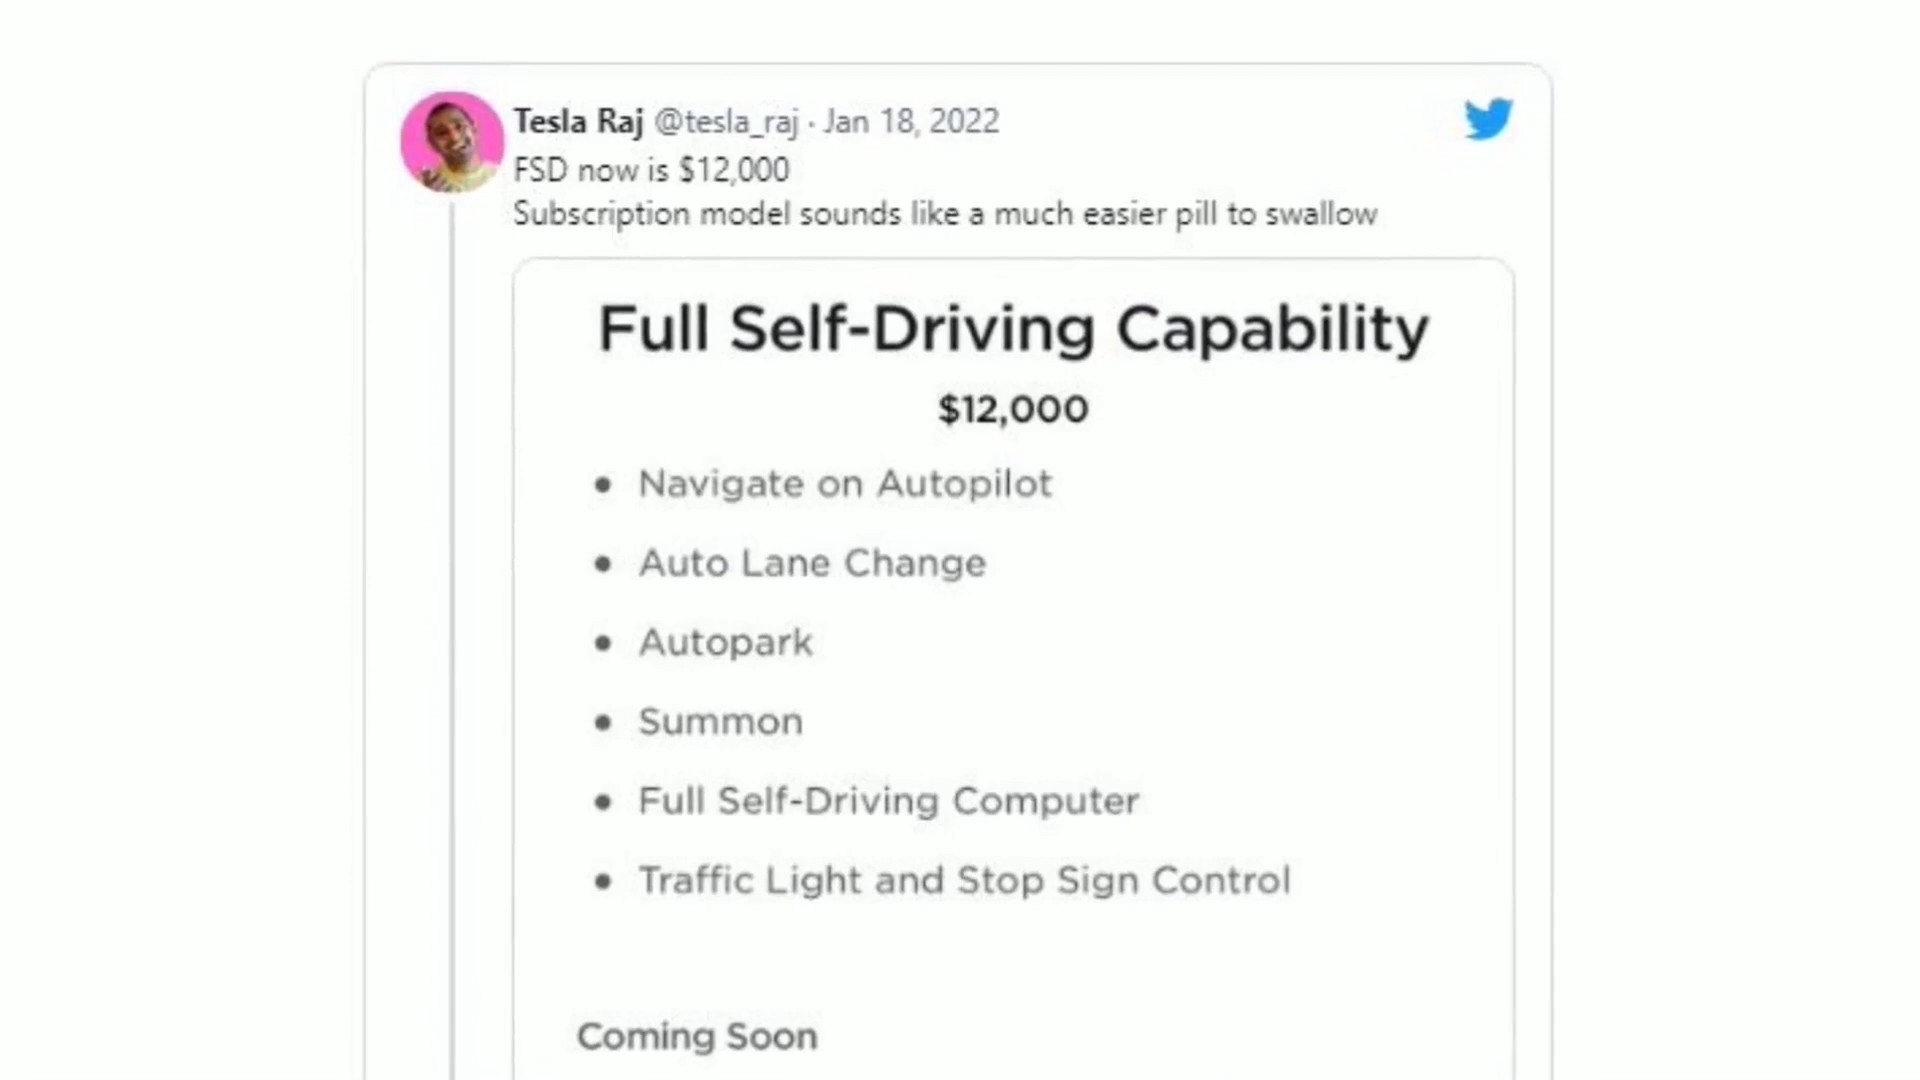 Tesla Raj @tesla_raj · Jan 18, 2022
FSD now is $12,000
Subscription model sounds like a much easier pill to swallow
Full Self-Driving Capability
$12,000
• Navigate on Autopilot
• Auto Lane Change
• Autopark
• Summon
• Full Self-Driving Computer
• Traffic Light and Stop Sign Control
Coming Soon